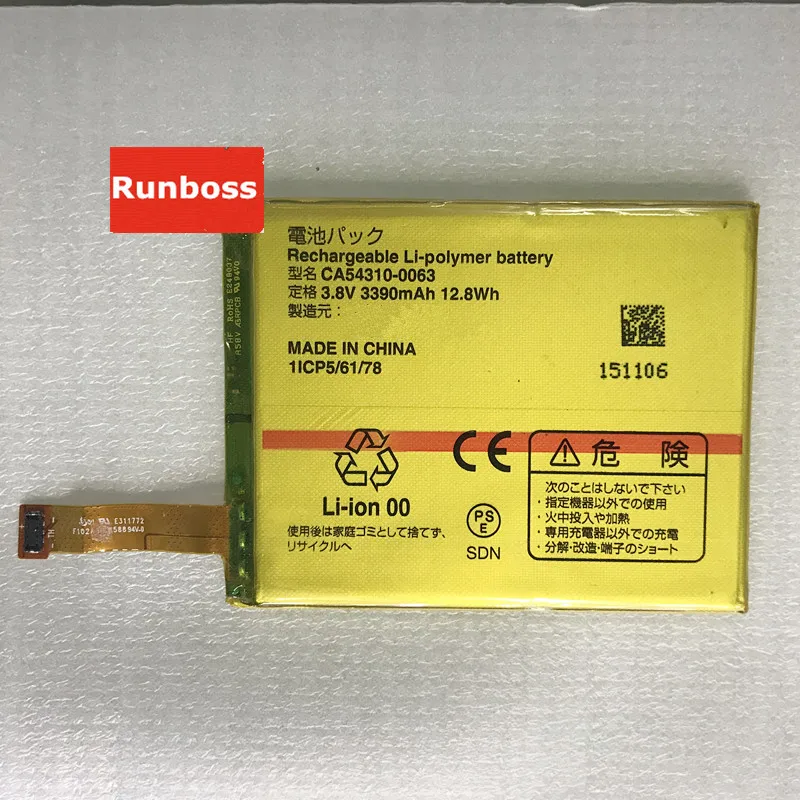 Runboss
電池パック
Rechargeable Li-polymer battery
型名 CA54310-0063
定格 3.8V 3390mAh 12.8Wh
製造元:
MADE IN CHINA
1ICP5/61/78
151106
Li-ion 00
使用後は家庭ゴミとして捨てず、
リサイクルへ
CE
PS
E
SDN
危険
次のことはしないで下さい
・指定機器以外での使用
・火中投入や加熱
・専用充電器以外での充電
・分解・改造・端子のショート
RoHS E248037
94V0
E311772